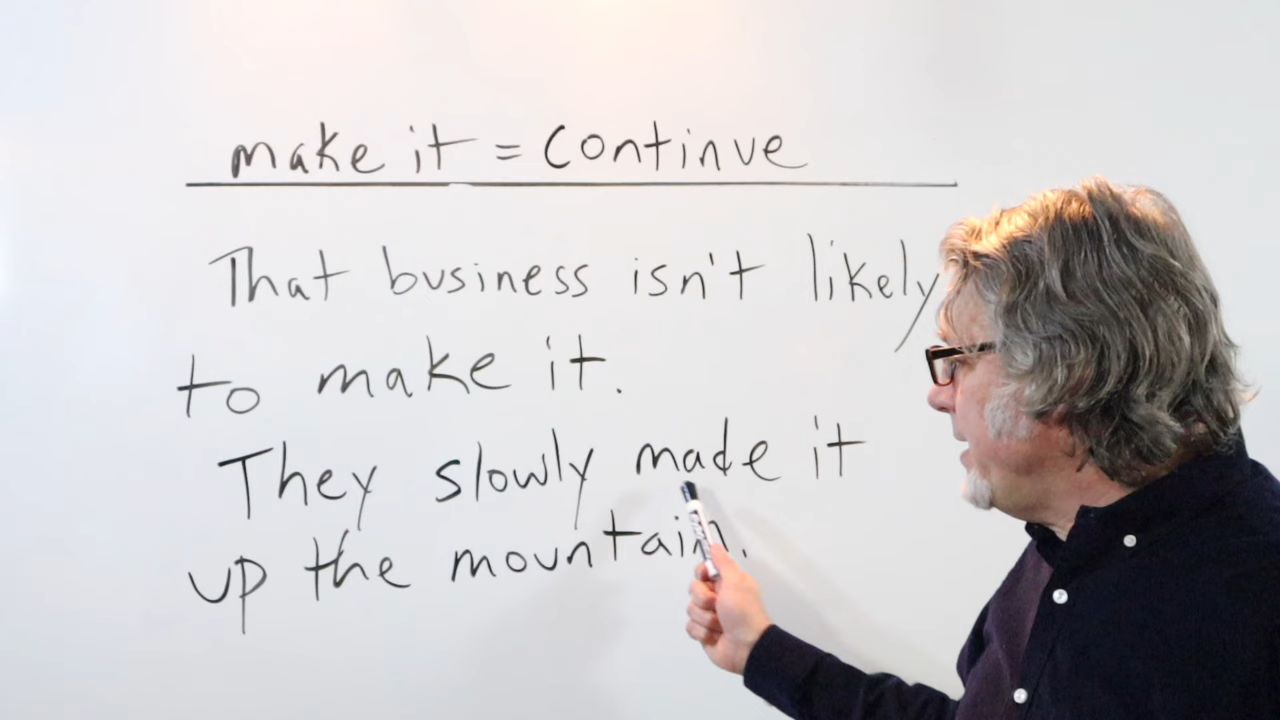 make it = continue
That business isn't likely
to make it.
They slowly made it
up the mountain.